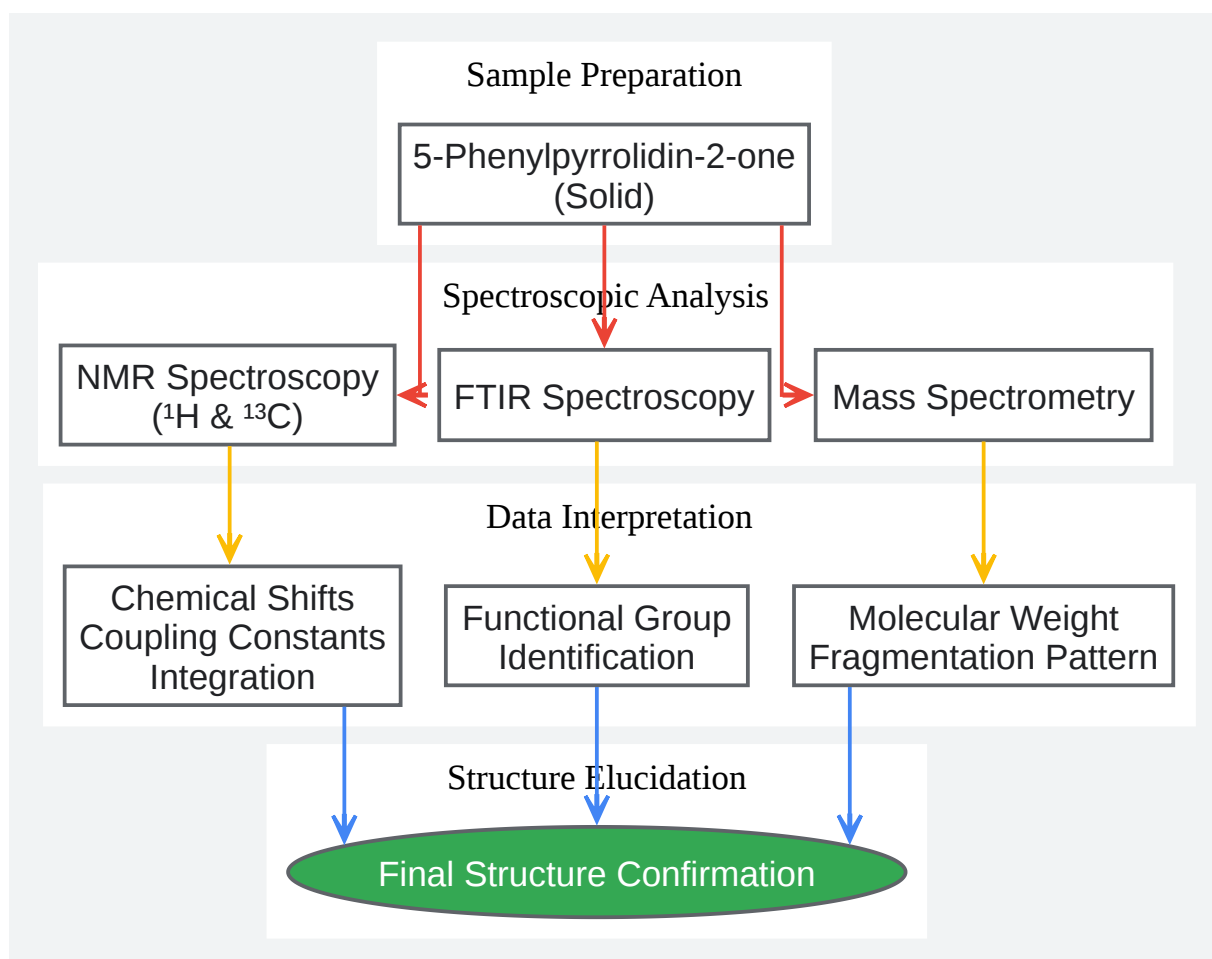 Sample Preparation
5-Phenylpyrrolidin-2-one
(Solid)
Spectroscopic Analysis
NMR Spectroscopy
(¹H & ¹³C)
FTIR Spectroscopy
Mass Spectrometry
Data Interpretation
Chemical Shifts
Coupling Constants
Integration
Functional Group
Identification
Molecular Weight
Fragmentation Pattern
Structure Elucidation
Final Structure Confirmation